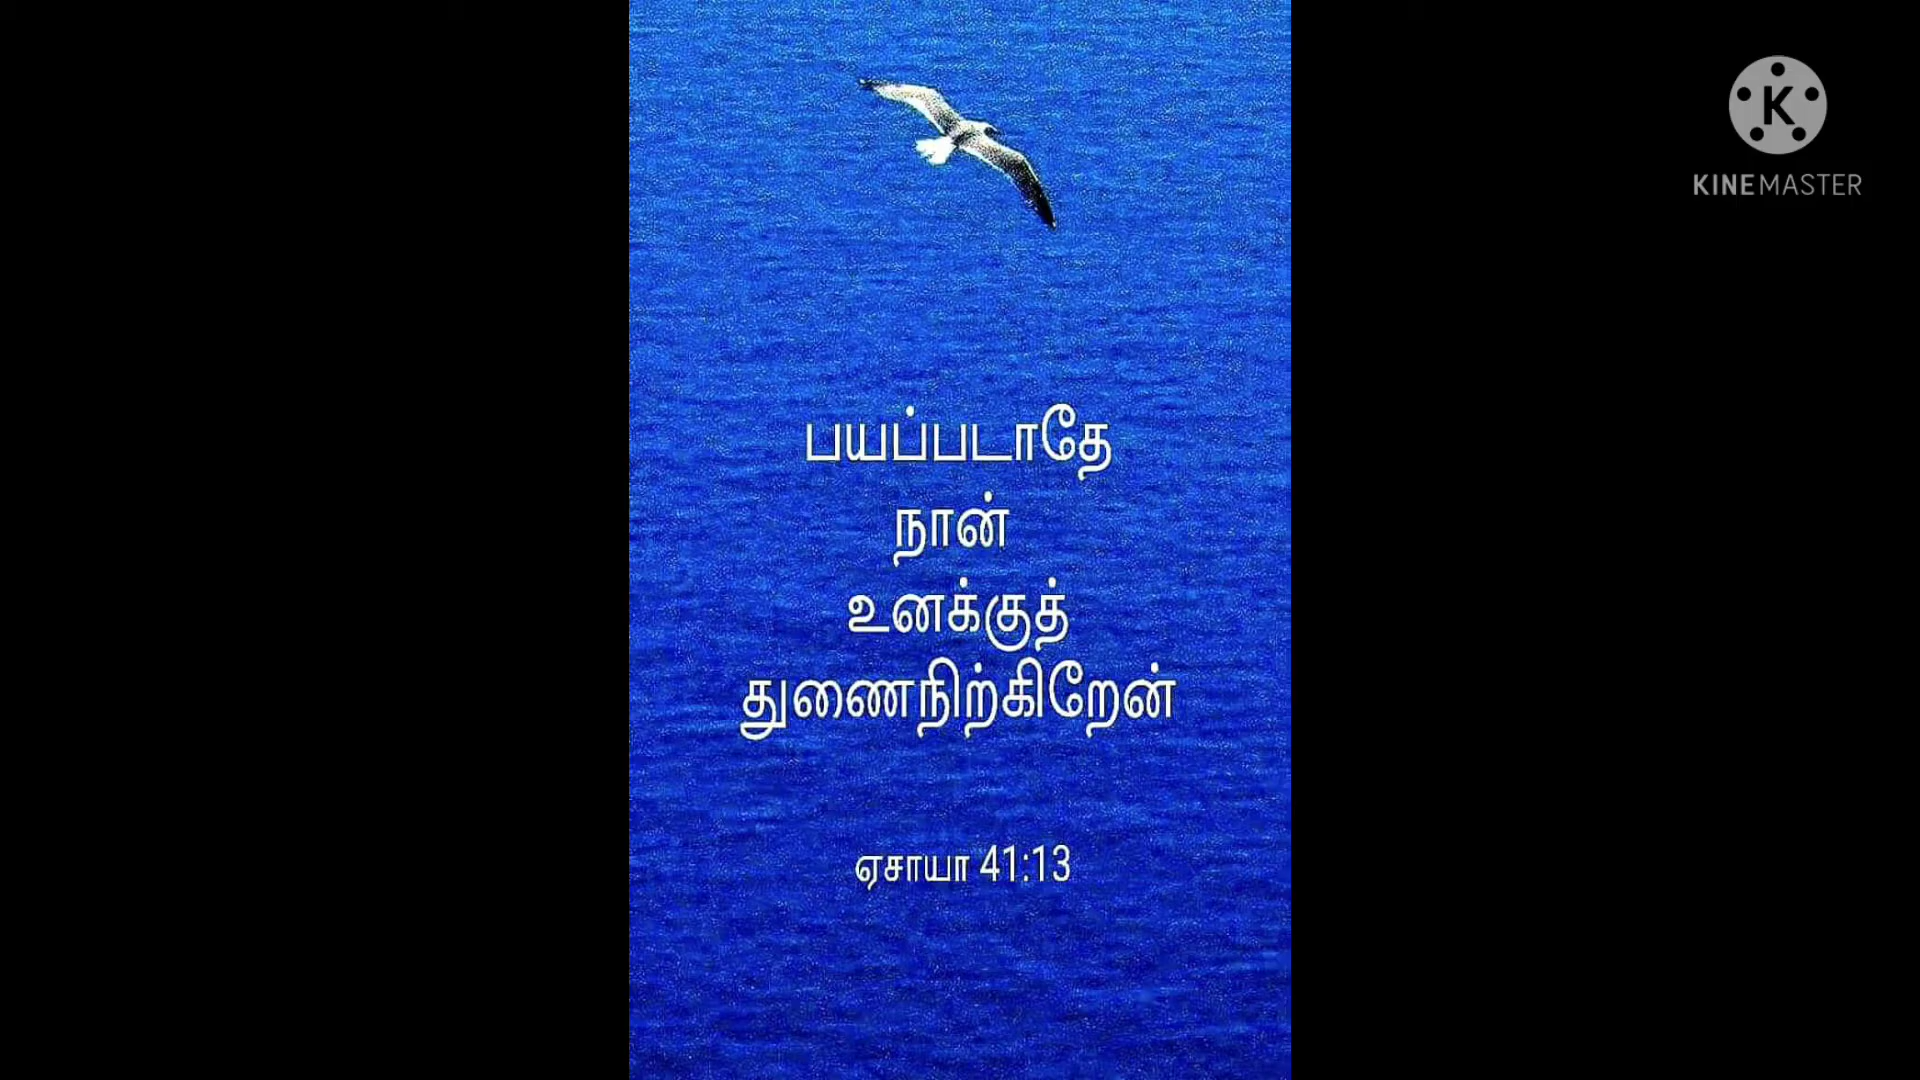 பயப்படாதே
நான்
உனக்குத்
துணைநிற்கிறேன்
ஏசாயா 41:13
K
KINEMASTER